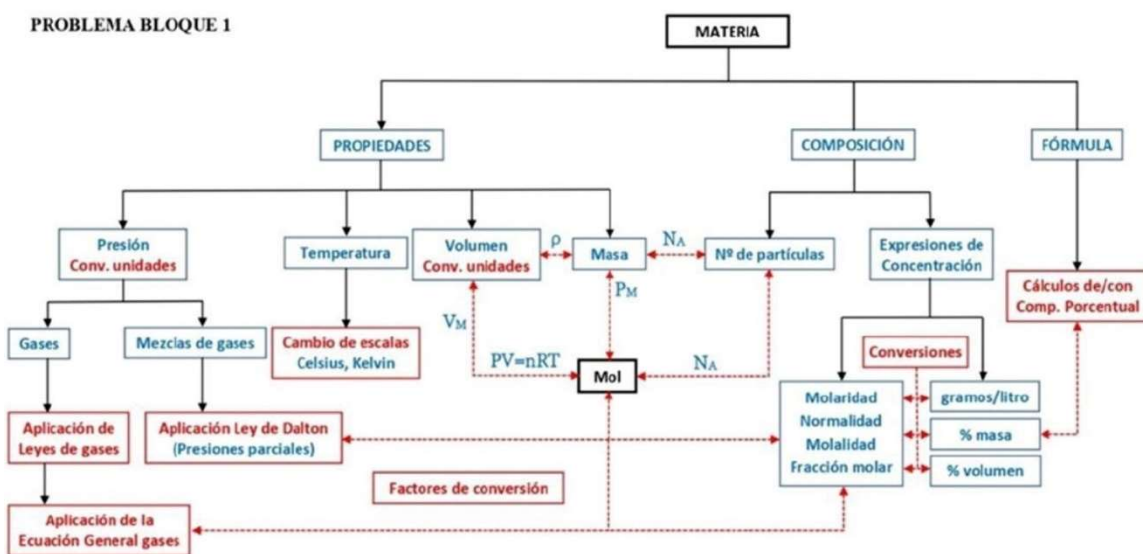 PROBLEMA BLOQUE 1
MATERIA
PROPIEDADES
COMPOSICIÓN
FÓRMULA
Presión
Conv. unidades
Temperatura
Volumen
Conv. unidades
ρ
Masa
NA
Nº de partículas
Expresiones de
Concentración
Cálculos de/con
Comp. Porcentual
PM
VM
Gases
Mezclas de gases
Cambio de escalas
Celsius, Kelvin
PV=nRT
Mol
NA
Conversiones
Molaridad
Normalidad
Molalidad
Fracción molar
gramos/litro
% masa
% volumen
Aplicación de
Leyes de gases
Aplicación Ley de Dalton
(Presiones parciales)
Factores de conversión
Aplicación de la
Ecuación General gases